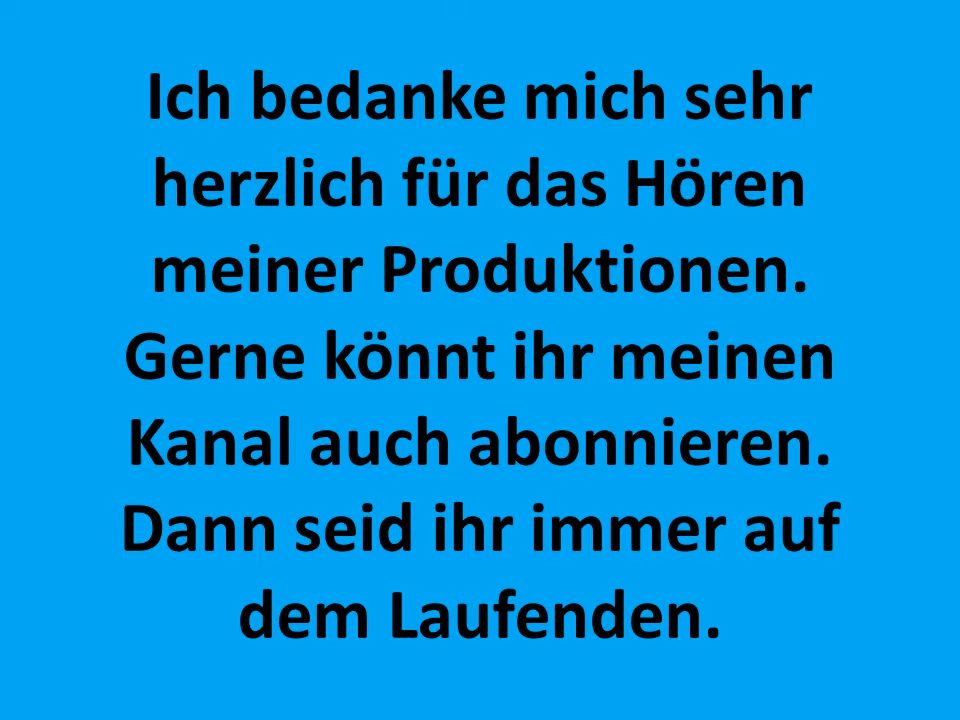 Ich bedanke mich sehr
herzlich für das Hören
meiner Produktionen.
Gerne könnt ihr meinen
Kanal auch abonnieren.
Dann seid ihr immer auf
dem Laufenden.